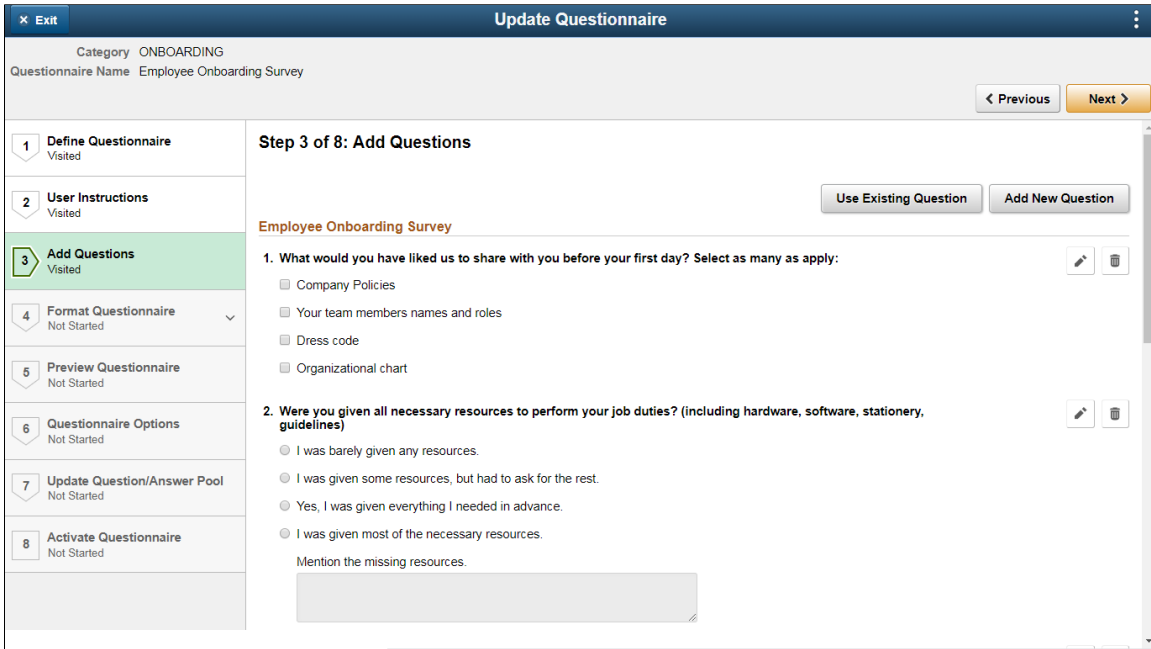 × Exit
Update Questionnaire
Category ONBOARDING
Questionnaire Name Employee Onboarding Survey
Previous
Next
1 Define Questionnaire
Visited
2 User Instructions
Visited
3 Add Questions
Visited
4 Format Questionnaire
Not Started
5 Preview Questionnaire
Not Started
6 Questionnaire Options
Not Started
7 Update Question/Answer Pool
Not Started
8 Activate Questionnaire
Not Started
Step 3 of 8: Add Questions
Use Existing Question
Add New Question
Employee Onboarding Survey
1. What would you have liked us to share with you before your first day? Select as many as apply:
Company Policies
Your team members names and roles
Dress code
Organizational chart
2. Were you given all necessary resources to perform your job duties? (including hardware, software, stationery,
guidelines)
I was barely given any resources.
I was given some resources, but had to ask for the rest.
Yes, I was given everything I needed in advance.
I was given most of the necessary resources.
Mention the missing resources.